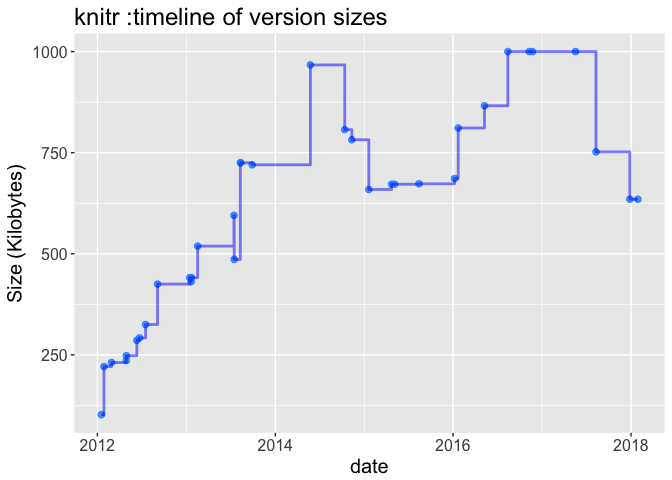 knitr :timeline of version sizes
Size (Kilobytes)
1000
750
500
250
2012 2014 2016 2018
date